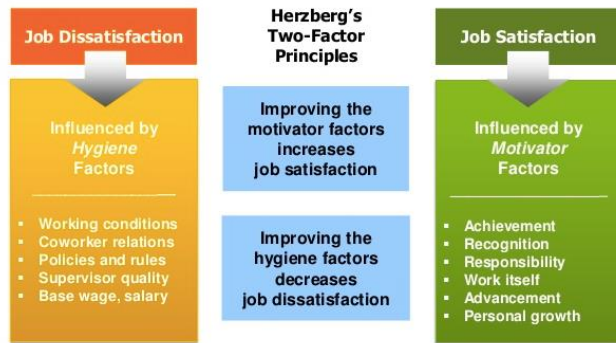 Job Dissatisfaction
Influenced by
Hygiene
Factors
▪ Working conditions
▪ Coworker relations
▪ Policies and rules
▪ Supervisor quality
▪ Base wage, salary
Herzberg's
Two-Factor
Principles
Improving the
motivator factors
increases
job satisfaction
Improving the
hygiene factors
decreases
job dissatisfaction
Job Satisfaction
Influenced by
Motivator
Factors
▪ Achievement
▪ Recognition
▪ Responsibility
▪ Work itself
▪ Advancement
▪ Personal growth